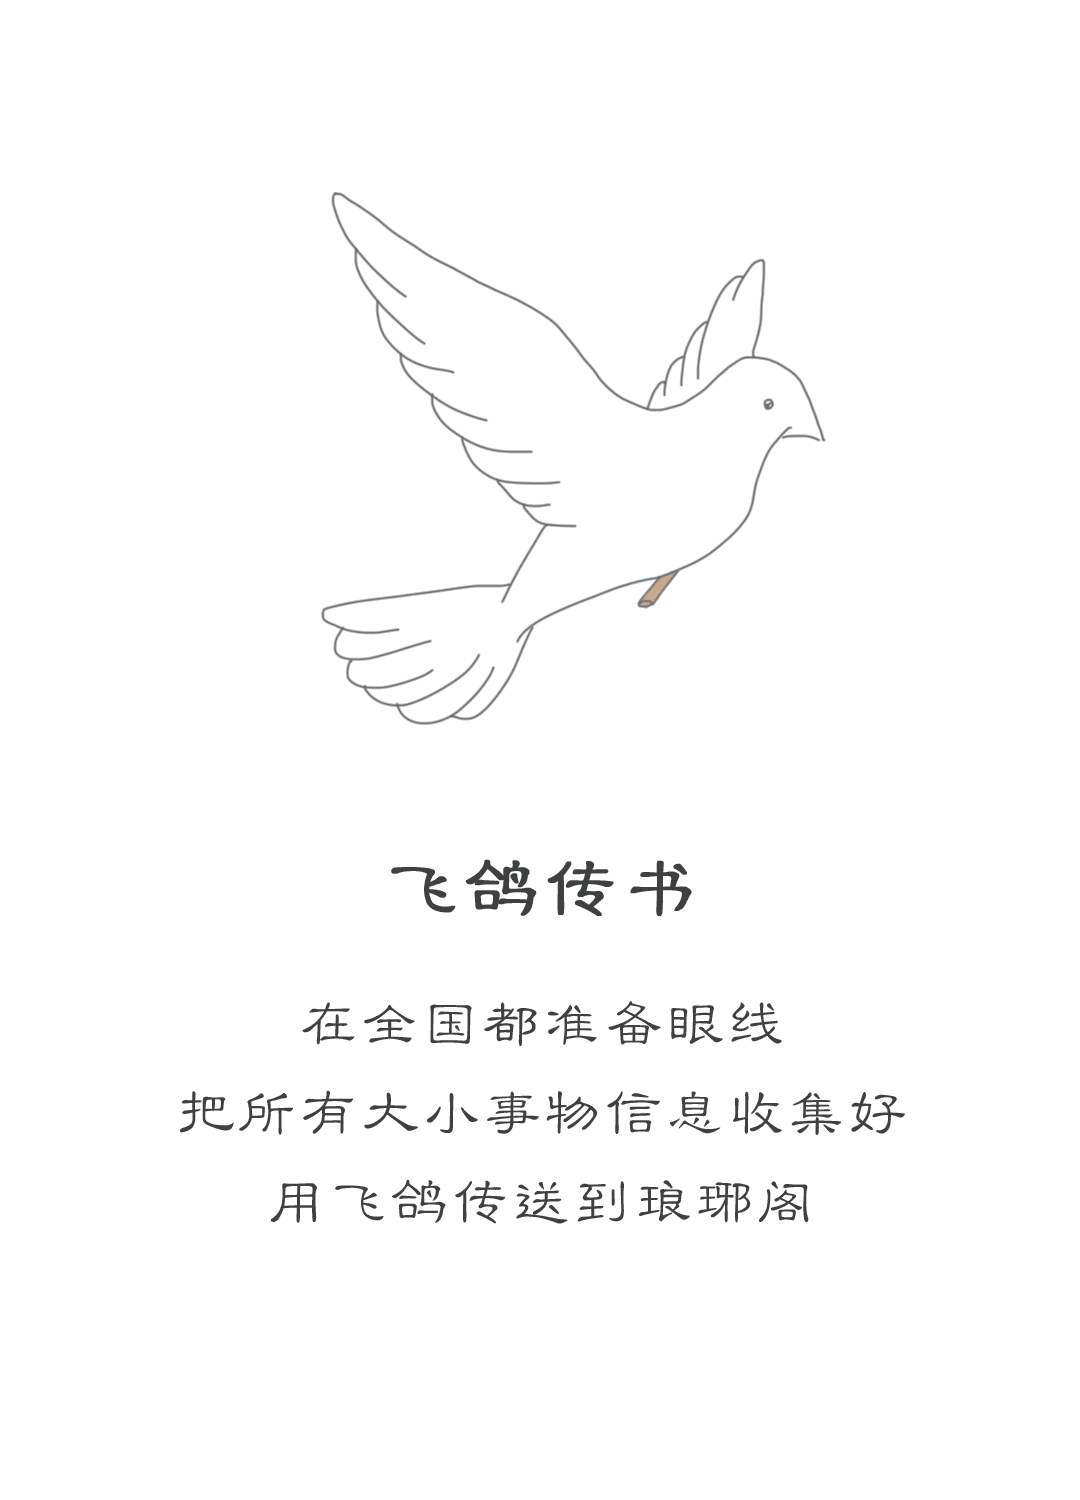 飞鸽传书
在全国都准备眼线
把所有大小事物信息收集好
用飞鸽传送到琅琊阁